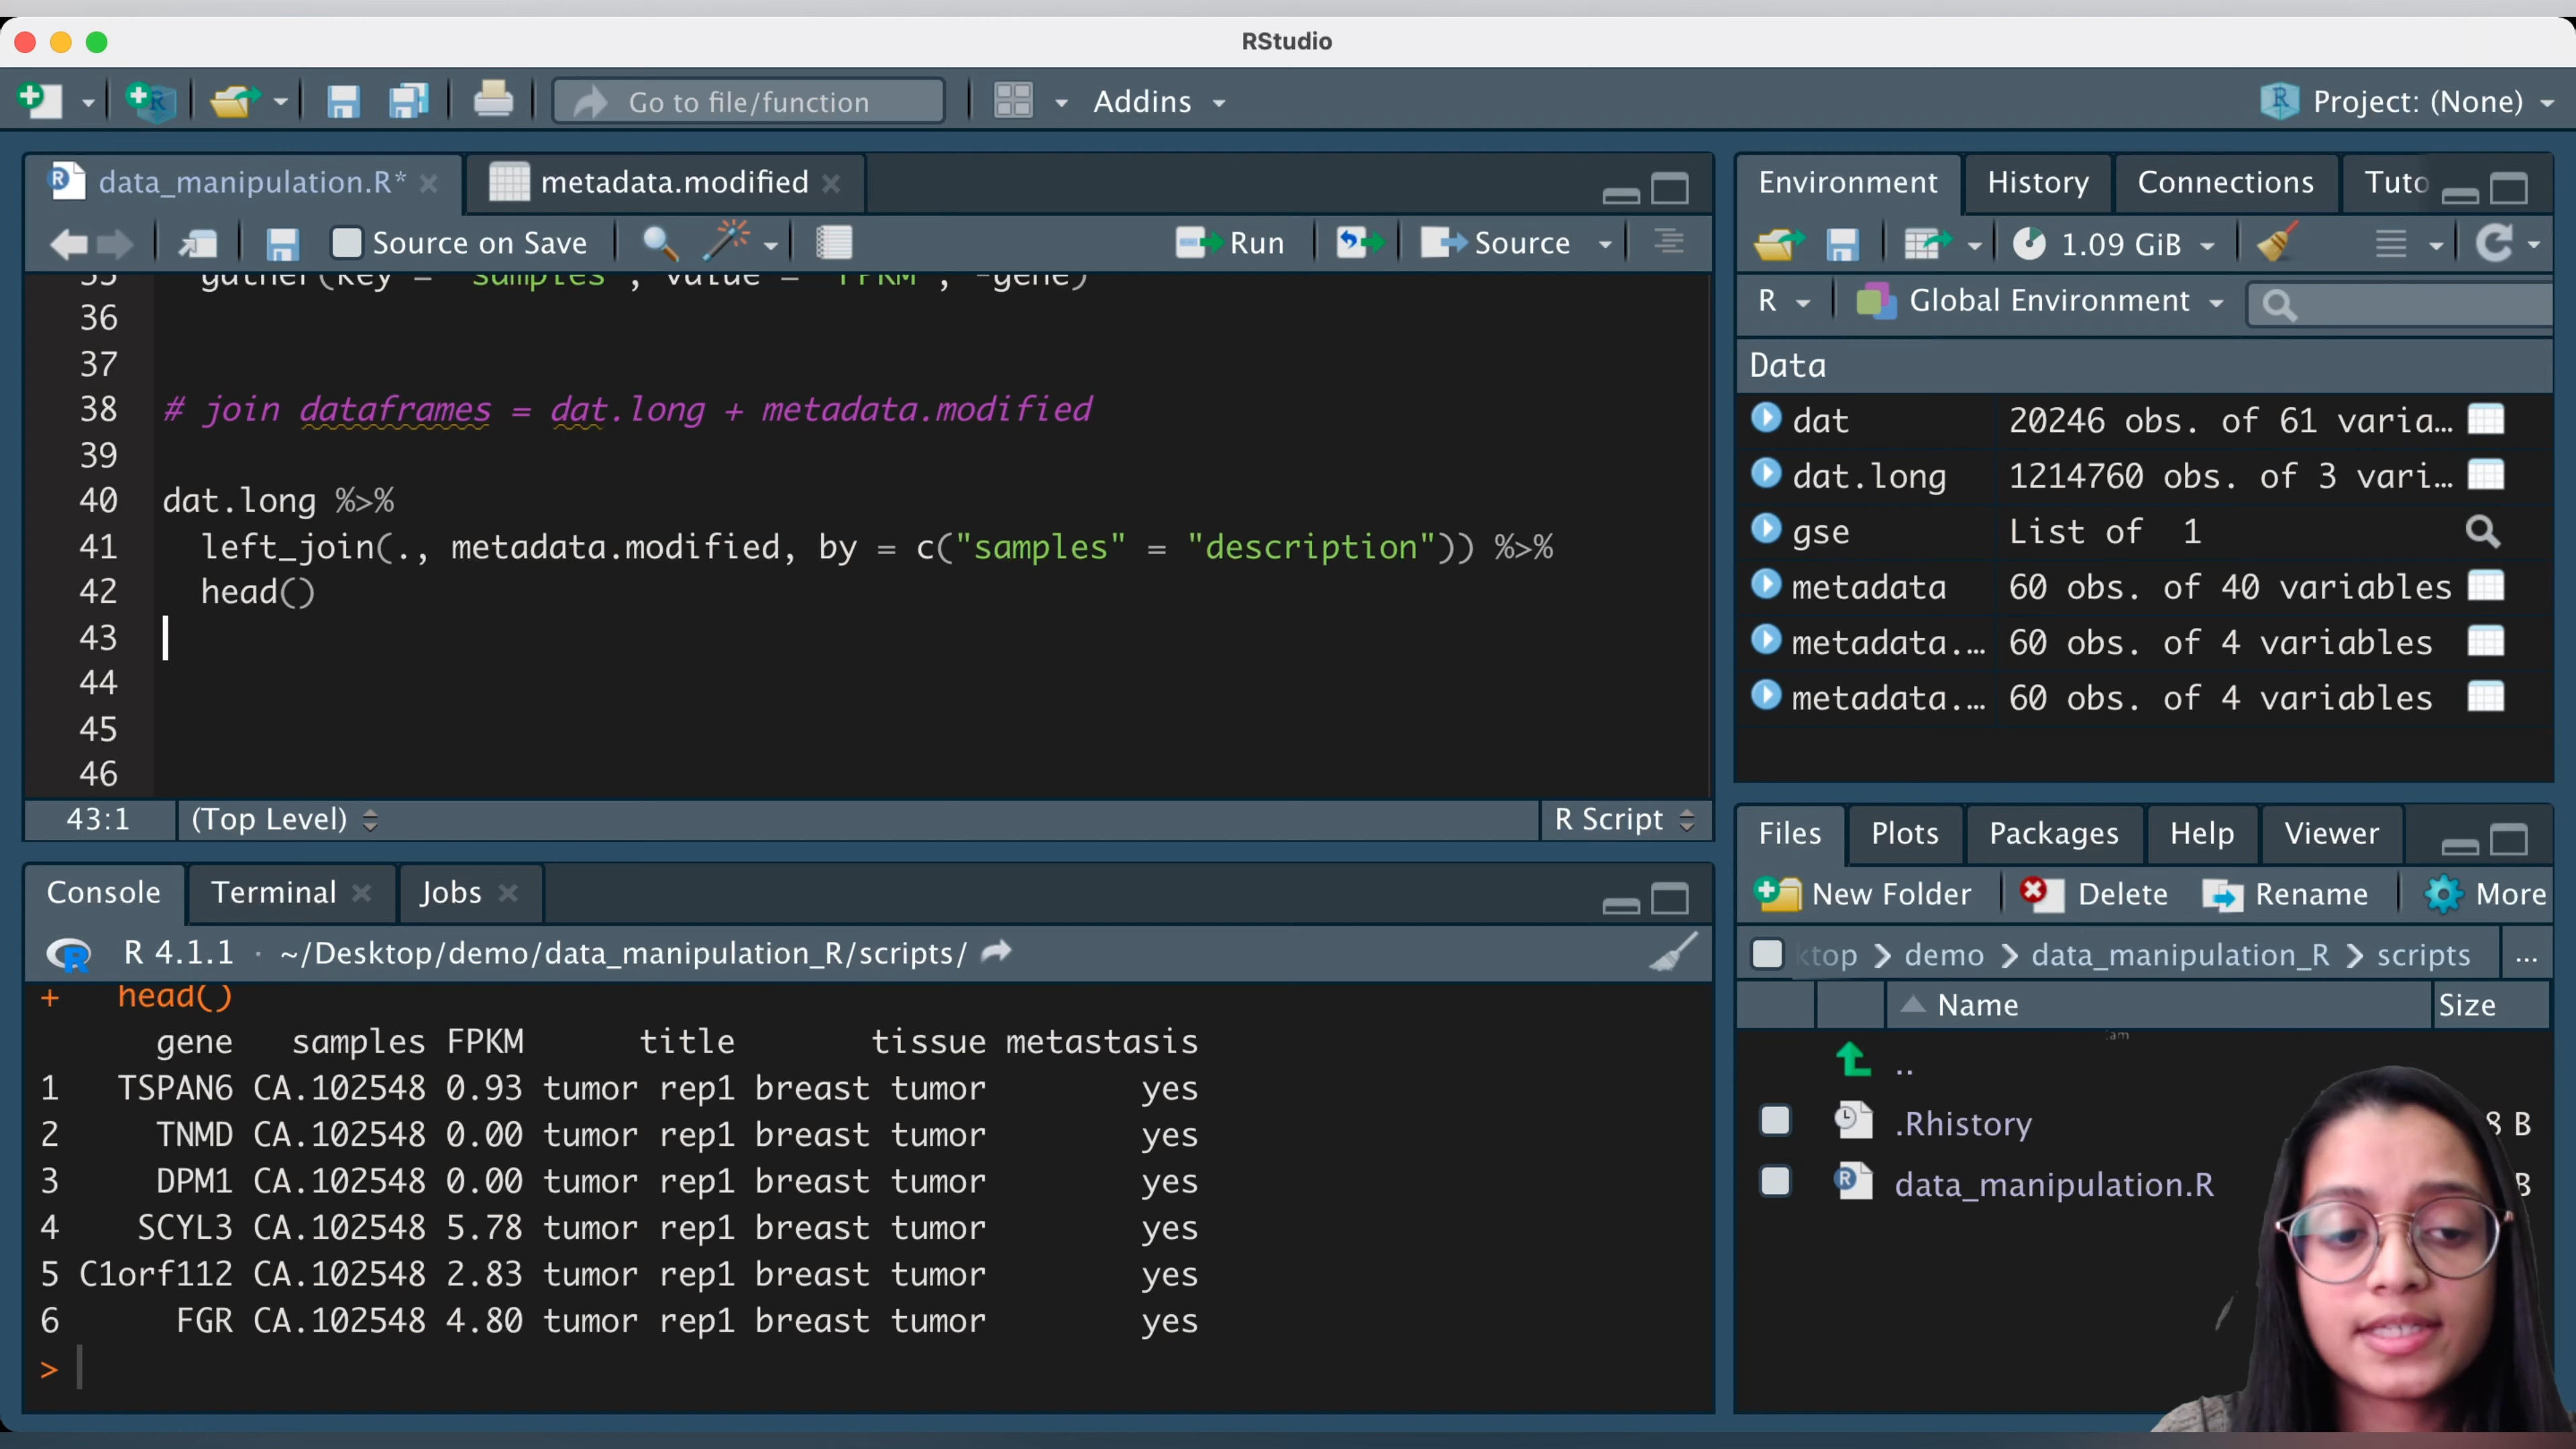 RStudio
Go to file/function
Addins
Project: (None)
data_manipulation.R*
metadata.modified
Source on Save
Run
Source
35 gather(key = "samples", value = "FPKM", -gene)
36
37
38 # join dataframes = dat.long + metadata.modified
39
40 dat.long %>%
41 left_join(., metadata.modified, by = c("samples" = "description")) %>%
42 head()
43
44
45
46
43:1 (Top Level) R Script
Console Terminal Jobs
R 4.1.1 · ~/Desktop/demo/data_manipulation_R/scripts/
+ head()
gene samples FPKM title tissue metastasis
1 TSPAN6 CA.102548 0.93 tumor rep1 breast tumor yes
2 TNMD CA.102548 0.00 tumor rep1 breast tumor yes
3 DPM1 CA.102548 0.00 tumor rep1 breast tumor yes
4 SCYL3 CA.102548 5.78 tumor rep1 breast tumor yes
5 C1orf112 CA.102548 2.83 tumor rep1 breast tumor yes
6 FGR CA.102548 4.80 tumor rep1 breast tumor yes
>
Environment History Connections Tuto
1.09 GiB
R Global Environment
Data
dat 20246 obs. of 61 varia…
dat.long 1214760 obs. of 3 vari…
gse List of 1
metadata 60 obs. of 40 variables
metadata.… 60 obs. of 4 variables
metadata.… 60 obs. of 4 variables
Files Plots Packages Help Viewer
New Folder Delete Rename More
ktop demo data_manipulation_R scripts ...
Name Size
..
.Rhistory 8 B
data_manipulation.R B